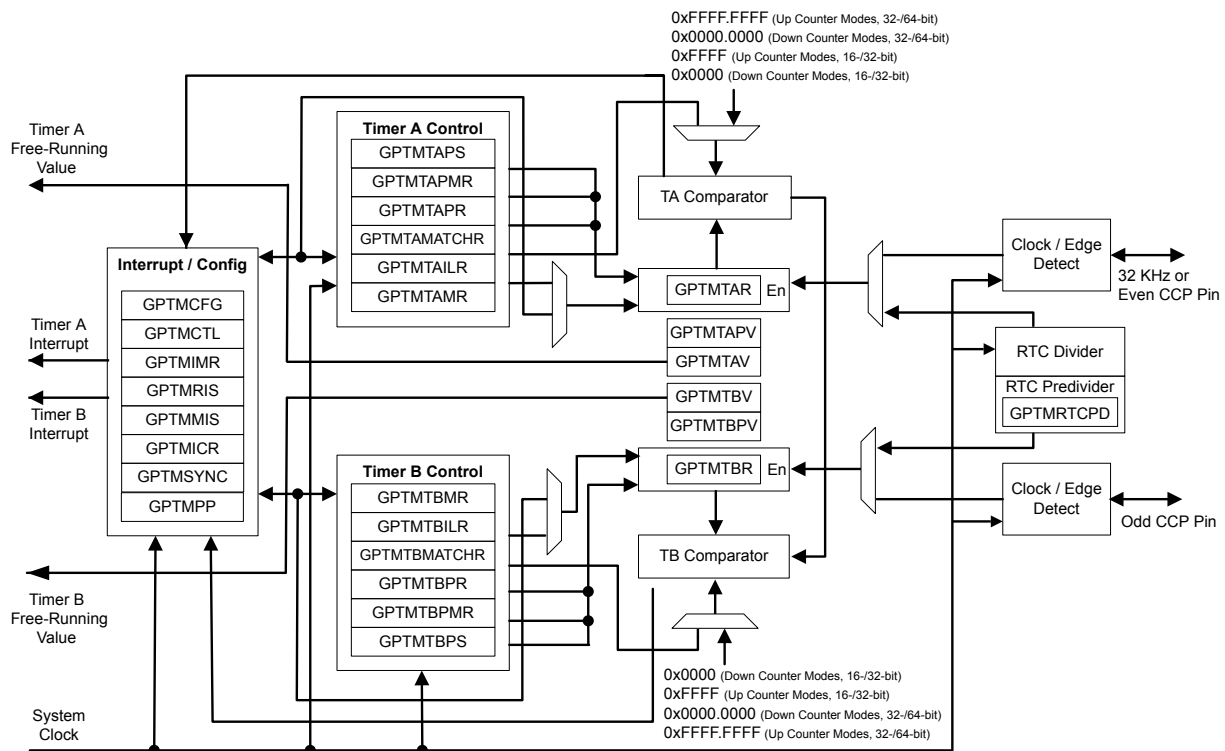 0xFFFF.FFFF (Up Counter Modes, 32-/64-bit)
0x0000.0000 (Down Counter Modes, 32-/64-bit)
0xFFFF (Up Counter Modes, 16-/32-bit)
0x0000 (Down Counter Modes, 16-/32-bit)
Timer A
Free-Running
Value
Timer A Control
GPTMTAPS
GPTMTAPMR
GPTMTAPR
GPTMTAMATCHR
GPTMTAILR
GPTMTAMR
TA Comparator
Clock / Edge
Detect
32 KHz or
Even CCP Pin
Interrupt / Config
GPTMCFG
GPTMCTL
GPTMIMR
GPTMRIS
GPTMMIS
GPTMICR
GPTMSYNC
GPTMPP
GPTMTAR
En
Timer A
Interrupt
Timer B
Interrupt
GPTMTAPV
GPTMTAV
GPTMTBV
GPTMTBPV
RTC Divider
RTC Predivider
GPTMRTCPD
Timer B Control
GPTMTBMR
GPTMTBILR
GPTMTBMATCHR
GPTMTBPR
GPTMTBPMR
GPTMTBPS
GPTMTBR
En
Clock / Edge
Detect
Odd CCP Pin
TB Comparator
Timer B
Free-Running
Value
0x0000 (Down Counter Modes, 16-/32-bit)
0xFFFF (Up Counter Modes, 16-/32-bit)
0x0000.0000 (Down Counter Modes, 32-/64-bit)
0xFFFF.FFFF (Up Counter Modes, 32-/64-bit)
System
Clock